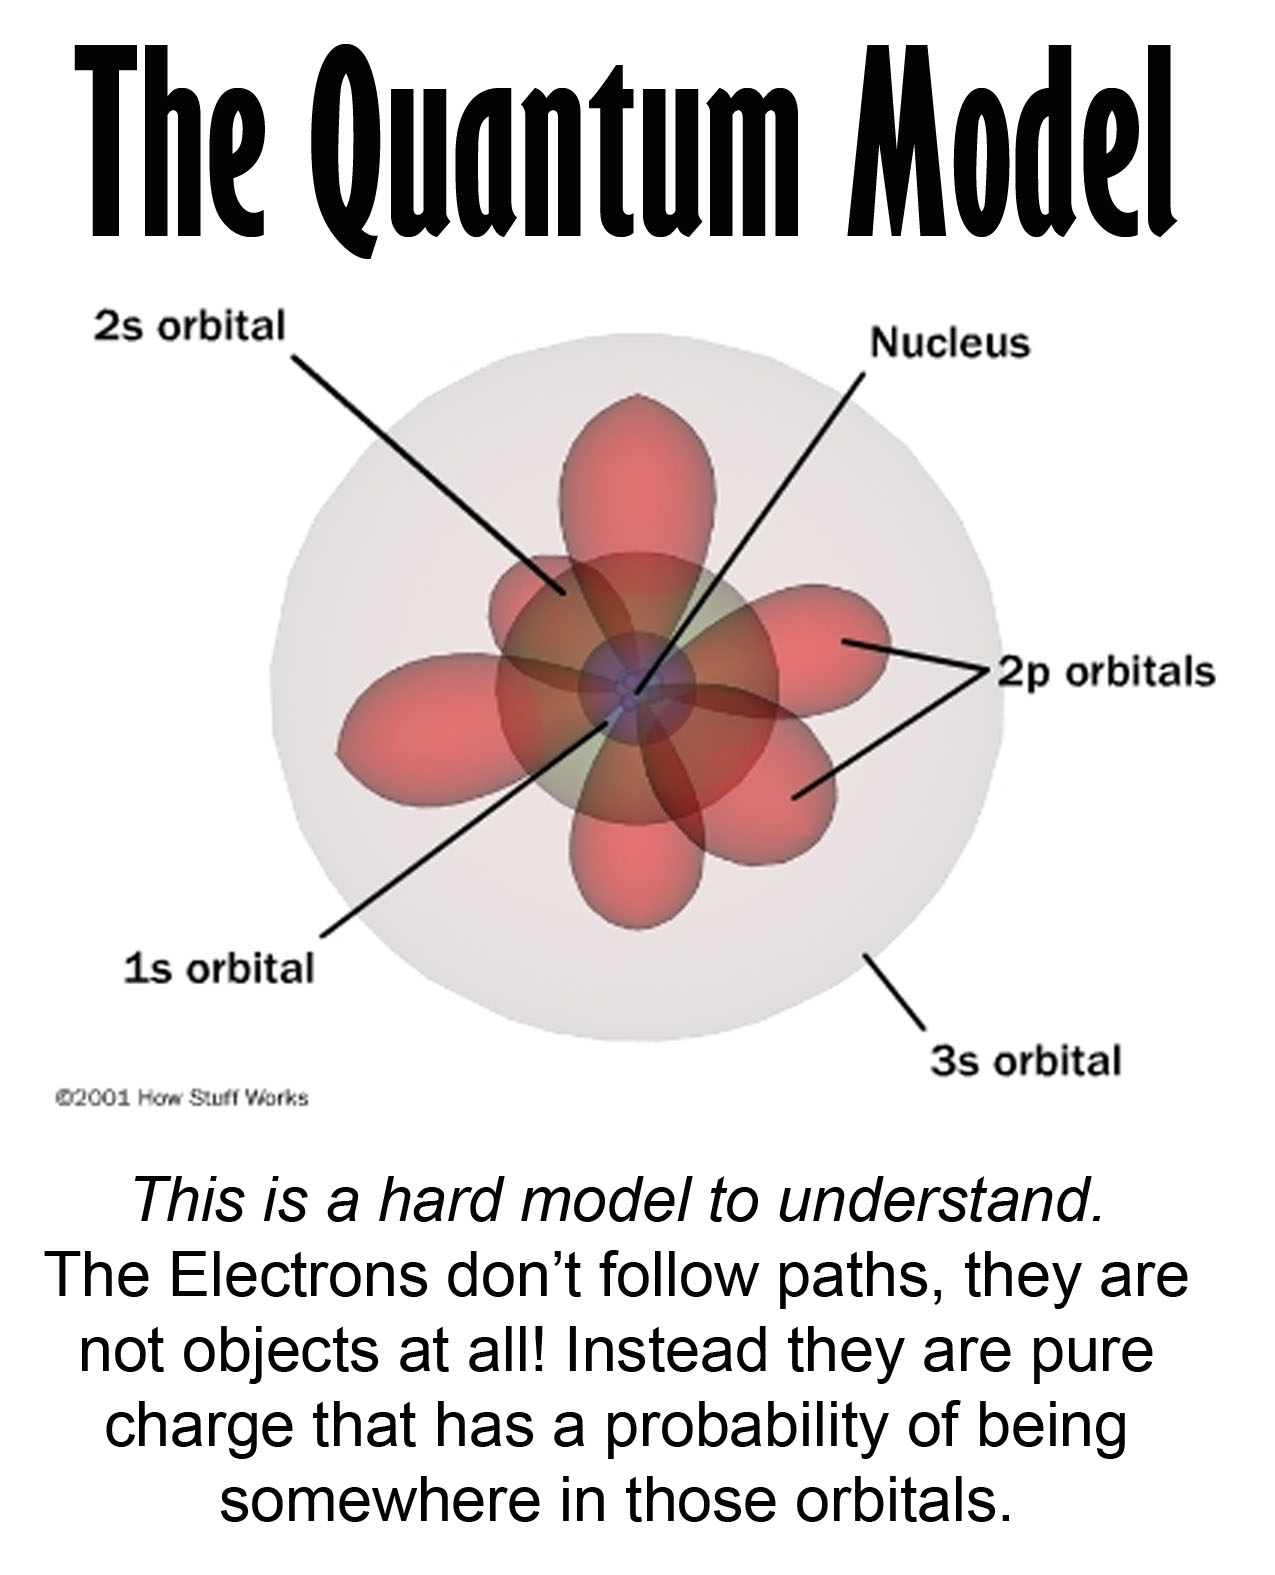 The Quantum Model
2s orbital
Nucleus
2p orbitals
1s orbital
3s orbital
©2001 How Stuff Works
This is a hard model to understand.
The Electrons don’t follow paths, they are
not objects at all! Instead they are pure
charge that has a probability of being
somewhere in those orbitals.